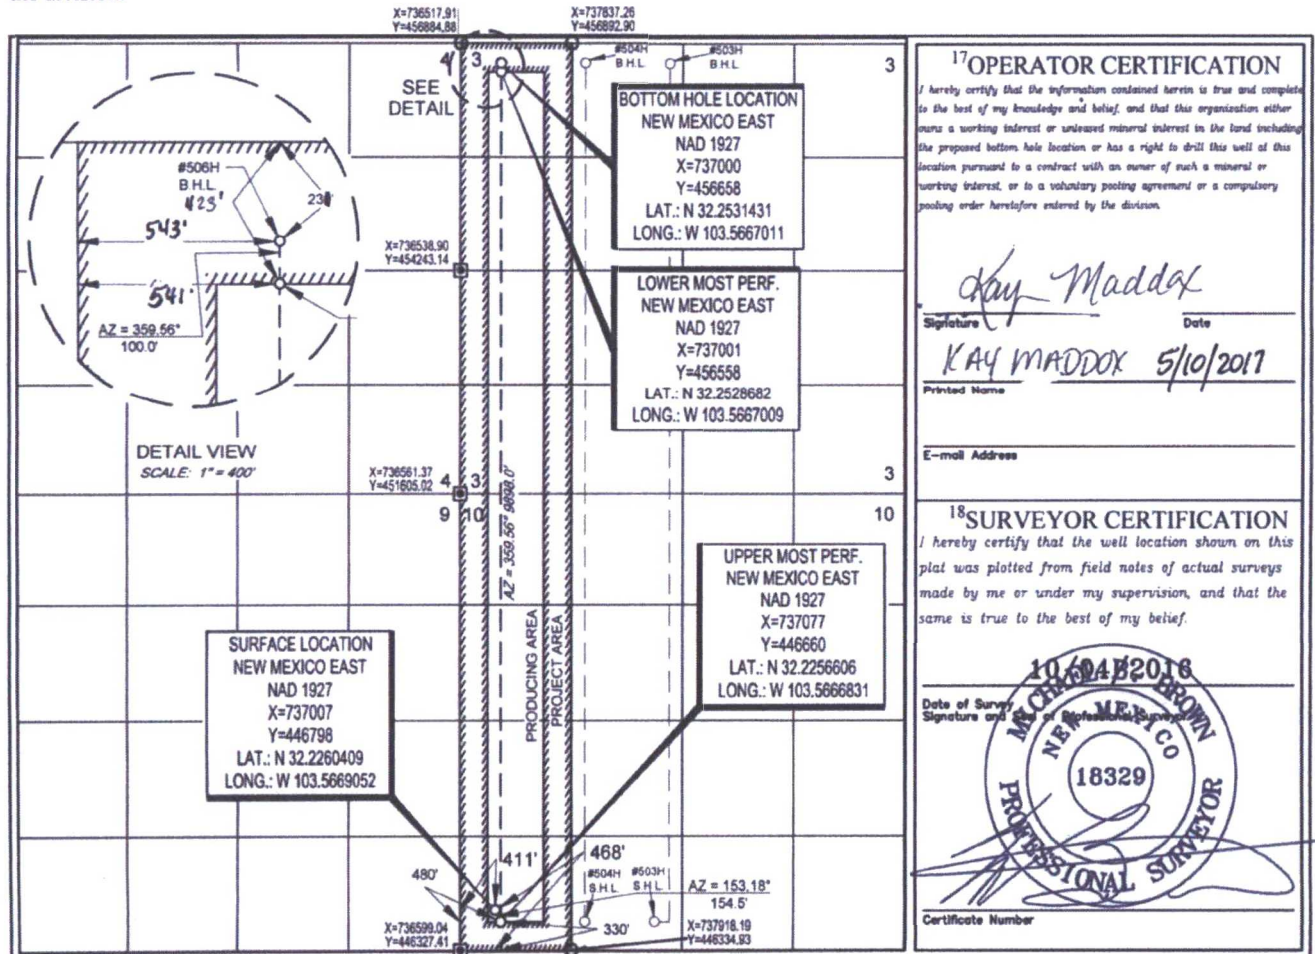 X=736517.91
Y=456884.88
X=737837.26
Y=456892.90
4 3
#504H
B.H.L.
#503H
B.H.L.
3
SEE
DETAIL
BOTTOM HOLE LOCATION
NEW MEXICO EAST
NAD 1927
X=737000
Y=456658
LAT.: N 32.2531431
LONG.: W 103.5667011
#506H
B.H.L.
423'
543'
541'
AZ = 359.56°
100.0'
DETAIL VIEW
SCALE: 1" = 400'
X=736538.90
Y=454243.14
LOWER MOST PERF.
NEW MEXICO EAST
NAD 1927
X=737001
Y=456558
LAT.: N 32.2528682
LONG.: W 103.5667009
X=736561.37
Y=451605.02
4 3
9 10
3
10
AZ = 359.56° 9898.0'
PRODUCING AREA
PROJECT AREA
UPPER MOST PERF.
NEW MEXICO EAST
NAD 1927
X=737077
Y=446660
LAT.: N 32.2256606
LONG.: W 103.5666831
SURFACE LOCATION
NEW MEXICO EAST
NAD 1927
X=737007
Y=446798
LAT.: N 32.2260409
LONG.: W 103.5669052
480'
411'
468'
#504H
S.H.L.
#503H
S.H.L.
AZ = 153.18°
154.5'
330'
X=736599.04
Y=446327.41
X=737918.19
Y=446334.93
17 OPERATOR CERTIFICATION
I hereby certify that the information contained herein is true and complete
to the best of my knowledge and belief, and that this organization either
owns a working interest or unleased mineral interest in the land including
the proposed bottom hole location or has a right to drill this well at this
location pursuant to a contract with an owner of such a mineral or
working interest, or to a voluntary pooling agreement or a compulsory
pooling order heretofore entered by the division.
Kay Maddox
Signature Date
KAY MADDOX 5/10/2017
Printed Name
E-mail Address
18 SURVEYOR CERTIFICATION
I hereby certify that the well location shown on this
plat was plotted from field notes of actual surveys
made by me or under my supervision, and that the
same is true to the best of my belief.
Date of Survey
Signature and Seal of Professional Surveyor
BROWN
NEW MEXICO
18329
PROFESSIONAL SURVEYOR
Certificate Number